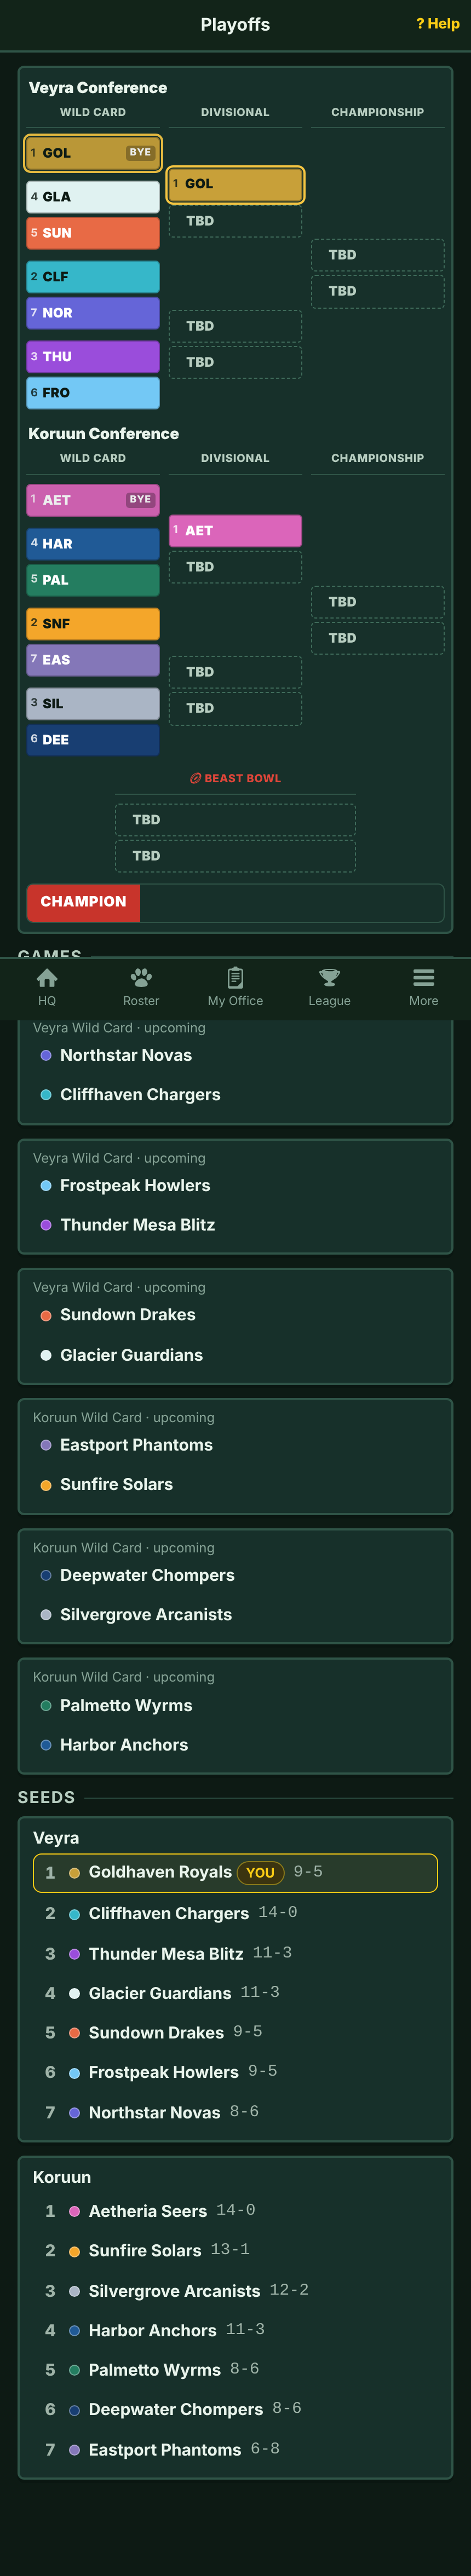 Playoffs
? Help
Veyra Conference
WILD CARD DIVISIONAL CHAMPIONSHIP
1 GOL BYE
1 GOL
4 GLA
TBD
5 SUN
TBD
2 CLF
TBD
7 NOR
TBD
3 THU
TBD
6 FRO
Koruun Conference
WILD CARD DIVISIONAL CHAMPIONSHIP
1 AET BYE
1 AET
4 HAR
TBD
5 PAL
TBD
2 SNF
TBD
7 EAS
TBD
3 SIL
TBD
6 DEE
BEAST BOWL
TBD
TBD
CHAMPION
GAMES
HQ Roster My Office League More
Veyra Wild Card · upcoming
Northstar Novas
Cliffhaven Chargers
Veyra Wild Card · upcoming
Frostpeak Howlers
Thunder Mesa Blitz
Veyra Wild Card · upcoming
Sundown Drakes
Glacier Guardians
Koruun Wild Card · upcoming
Eastport Phantoms
Sunfire Solars
Koruun Wild Card · upcoming
Deepwater Chompers
Silvergrove Arcanists
Koruun Wild Card · upcoming
Palmetto Wyrms
Harbor Anchors
SEEDS
Veyra
1 Goldhaven Royals YOU 9-5
2 Cliffhaven Chargers 14-0
3 Thunder Mesa Blitz 11-3
4 Glacier Guardians 11-3
5 Sundown Drakes 9-5
6 Frostpeak Howlers 9-5
7 Northstar Novas 8-6
Koruun
1 Aetheria Seers 14-0
2 Sunfire Solars 13-1
3 Silvergrove Arcanists 12-2
4 Harbor Anchors 11-3
5 Palmetto Wyrms 8-6
6 Deepwater Chompers 8-6
7 Eastport Phantoms 6-8